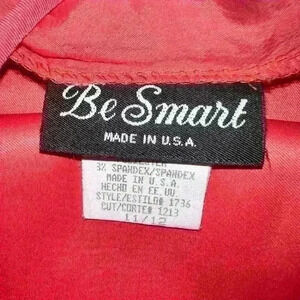 Be Smart
MADE IN U.S.A.
3% SPANDEX/SPANDEX
MADE IN U.S.A.
HECHO EN EE.UU.
STYLE/ESTILO# 1736
CUT/CORTE# 1213
11/12